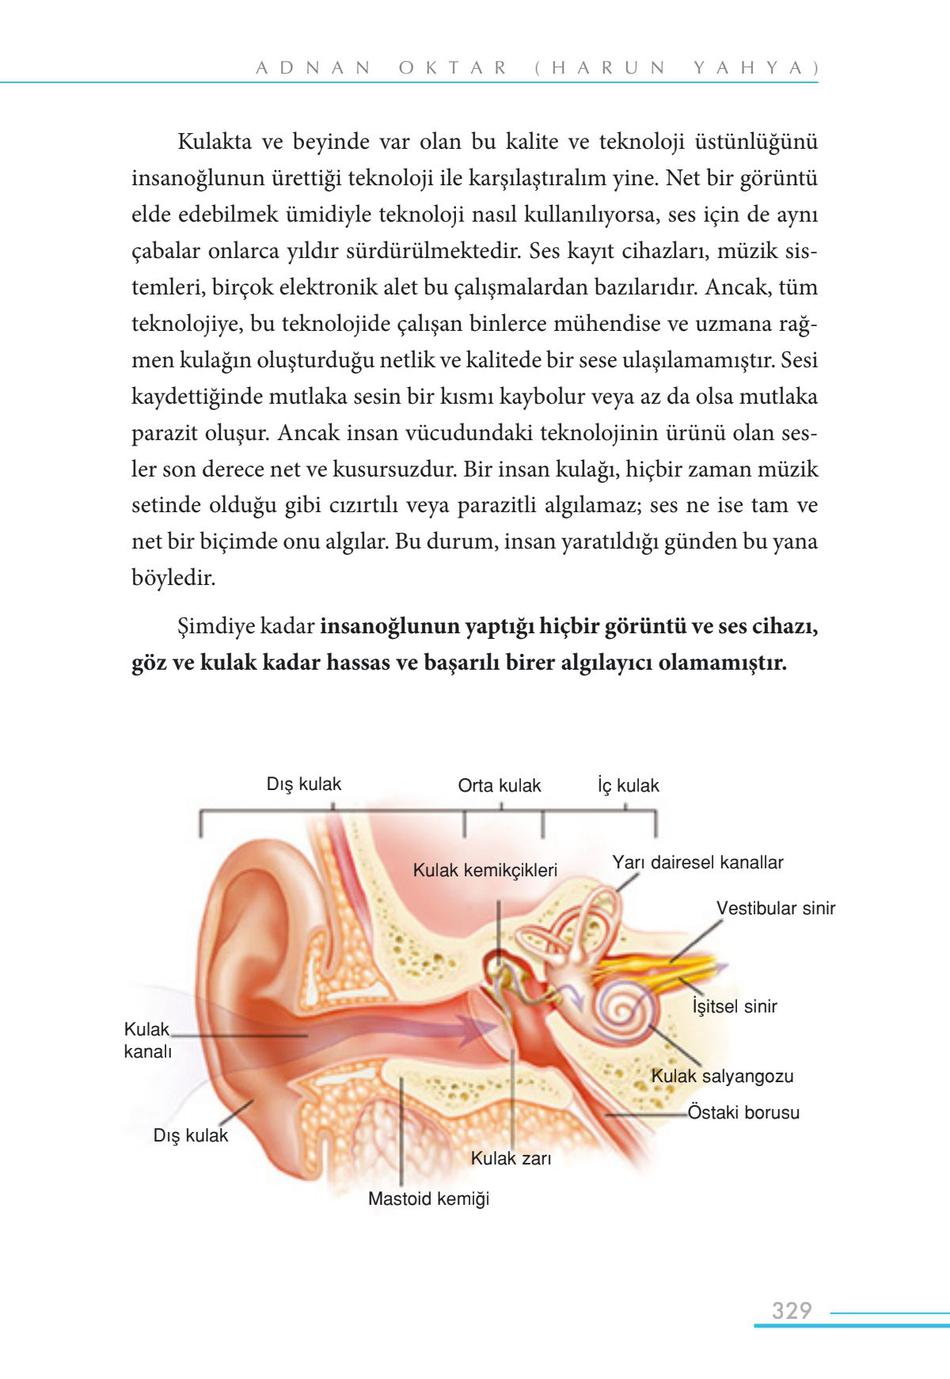 ADNAN OKTAR (HARUN YAHYA)
Kulakta ve beyinde var olan bu kalite ve teknoloji üstünlüğünü
insanoğlunun ürettiği teknoloji ile karşılaştıralım yine. Net bir görüntü
elde edebilmek ümidiyle teknoloji nasıl kullanılıyorsa, ses için de aynı
çabalar onlarca yıldır sürdürülmektedir. Ses kayıt cihazları, müzik sis-
temleri, birçok elektronik alet bu çalışmalardan bazılarıdır. Ancak, tüm
teknolojiye, bu teknolojide çalışan binlerce mühendise ve uzmana rağ-
men kulağın oluşturduğu netlik ve kalitede bir sese ulaşılamamıştır. Sesi
kaydettiğinde mutlaka sesin bir kısmı kaybolur veya az da olsa mutlaka
parazit oluşur. Ancak insan vücudundaki teknolojinin ürünü olan ses-
ler son derece net ve kusursuzdur. Bir insan kulağı, hiçbir zaman müzik
setinde olduğu gibi cızırtılı veya parazitli algılamaz; ses ne ise tam ve
net bir biçimde onu algılar. Bu durum, insan yaratıldığı günden bu yana
böyledir.
Şimdiye kadar insanoğlunun yaptığı hiçbir görüntü ve ses cihazı,
göz ve kulak kadar hassas ve başarılı birer algılayıcı olamamıştır.
Dış kulak
Orta kulak
İç kulak
Kulak kemikçikleri
Yarı dairesel kanallar
Vestibular sinir
İşitsel sinir
Kulak
kanalı
Kulak salyangozu
Östaki borusu
Dış kulak
Kulak zarı
Mastoid kemiği
329